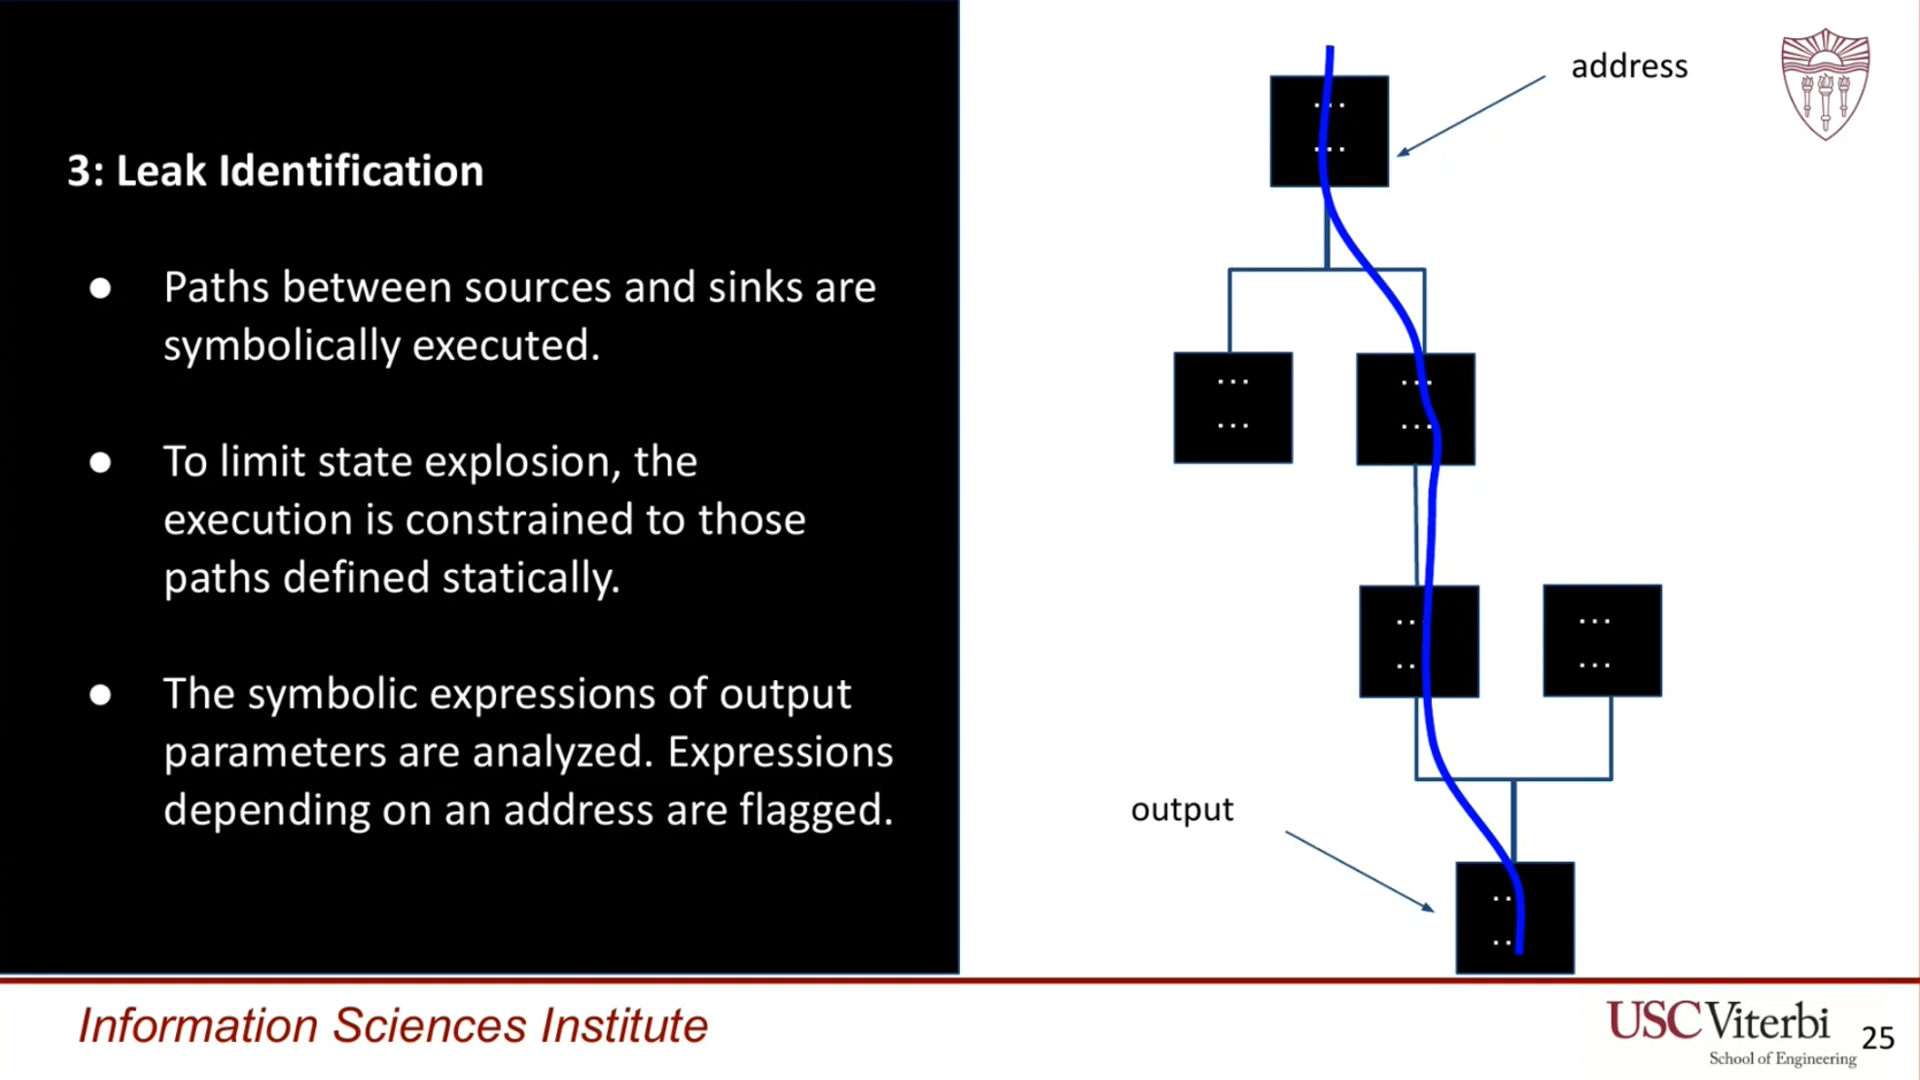 3: Leak Identification
● Paths between sources and sinks are
symbolically executed.
● To limit state explosion, the
execution is constrained to those
paths defined statically.
● The symbolic expressions of output
parameters are analyzed. Expressions
depending on an address are flagged.
address
...
...
...
...
...
...
..
..
...
...
output
..
..
Information Sciences Institute
USC Viterbi
School of Engineering
25